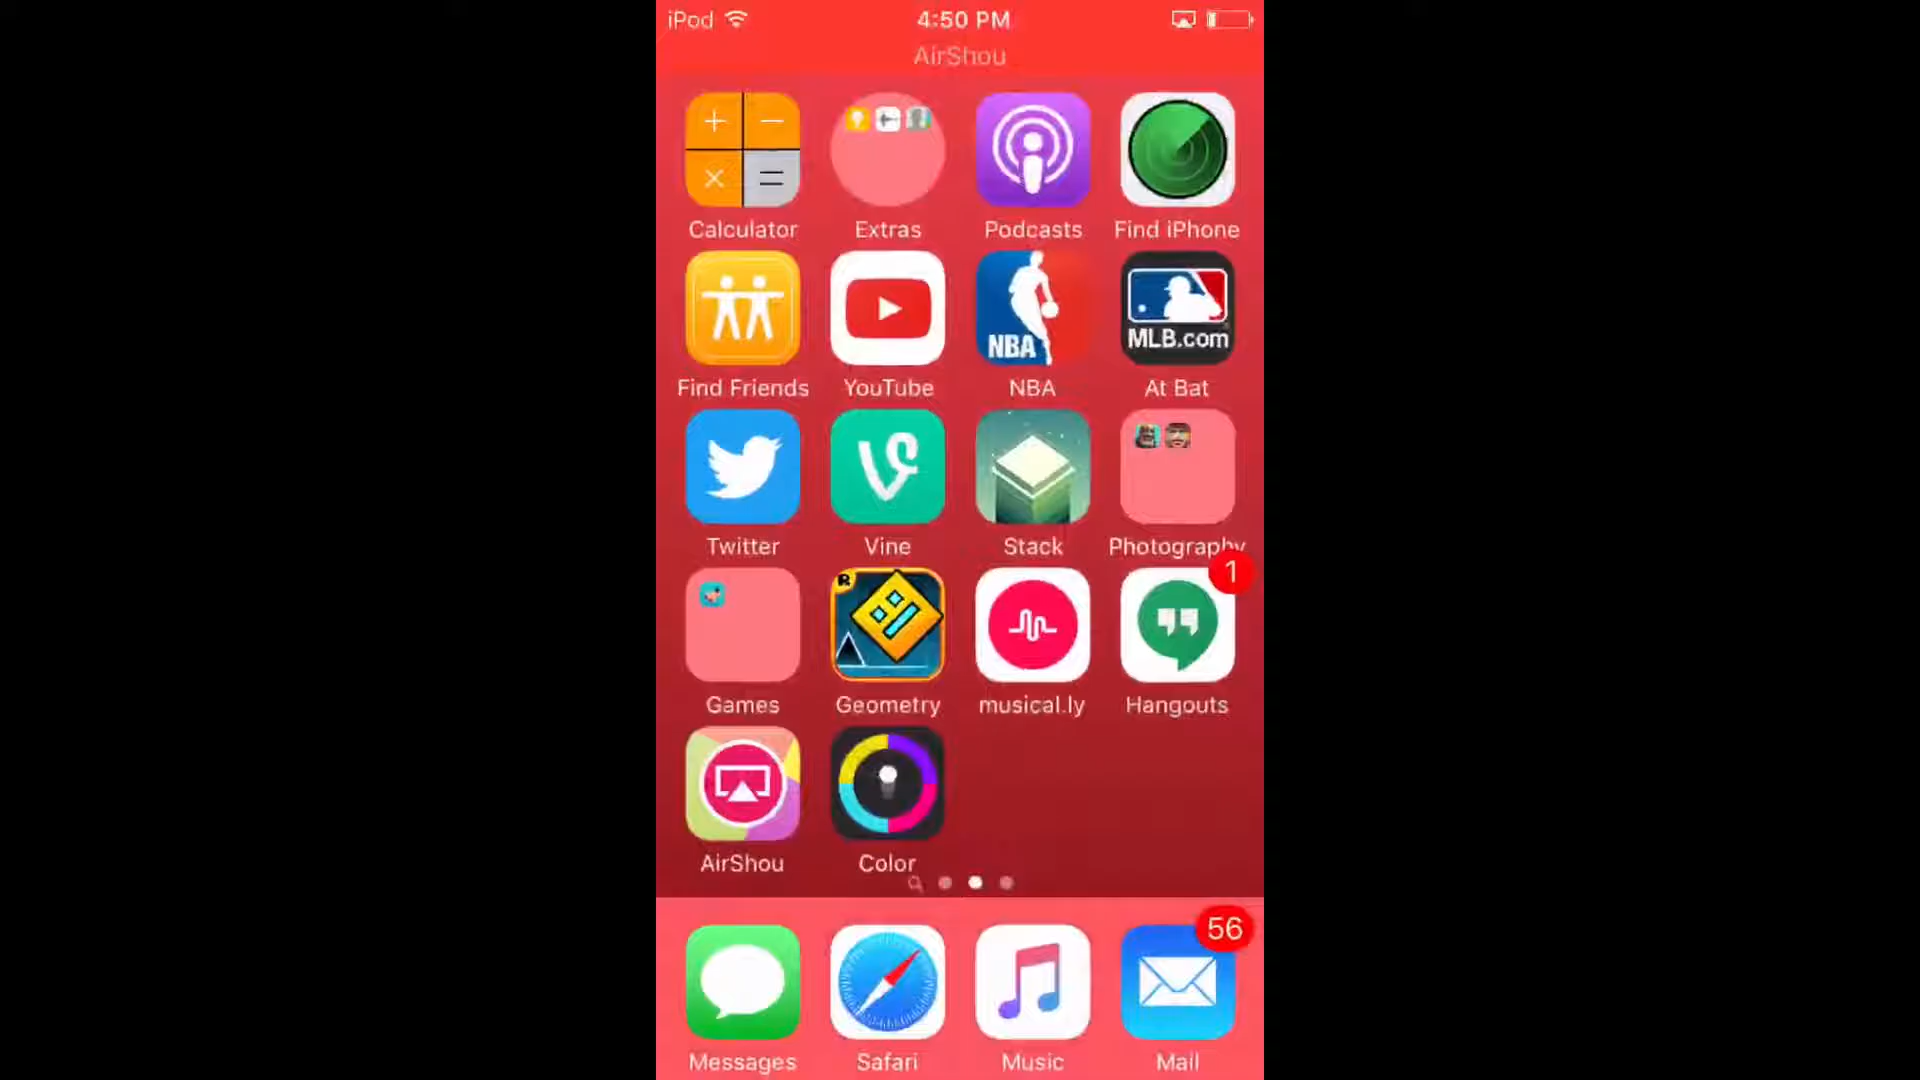 iPod 4:50 PM
AirShou
Calculator Extras Podcasts Find iPhone
NBA MLB.com
Find Friends YouTube NBA At Bat
Twitter Vine Stack Photography
1
R
Games Geometry musical.ly Hangouts
AirShou Color
56
Messages Safari Music Mail